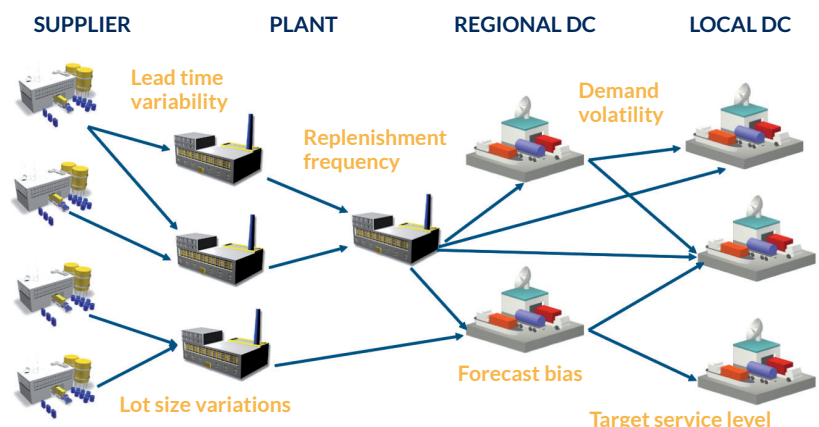 SUPPLIER
PLANT
REGIONAL DC
LOCAL DC
Lead time
variability
Demand
volatility
Replenishment
frequency
Forecast bias
Lot size variations
Target service level